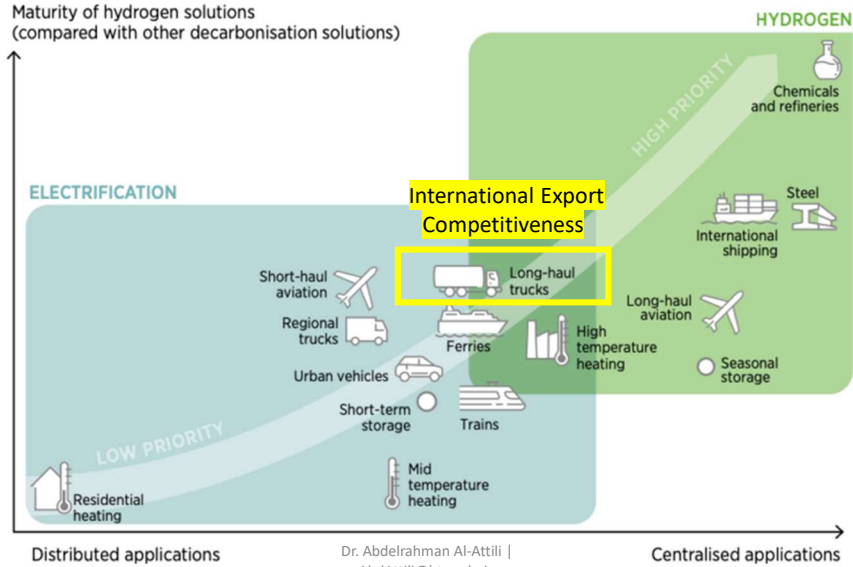 Maturity of hydrogen solutions
(compared with other decarbonisation solutions)
HYDROGEN
HIGH PRIORITY
Chemicals
and refineries
ELECTRIFICATION
International Export
Competitiveness
Steel
International
shipping
Short-haul
aviation
Long-haul
trucks
Long-haul
aviation
Regional
trucks
Ferries
High
temperature
heating
Urban vehicles
Seasonal
storage
Short-term
storage
Trains
LOW PRIORITY
Mid
temperature
heating
Residential
heating
Distributed applications
Dr. Abdelrahman Al-Attili |
Centralised applications